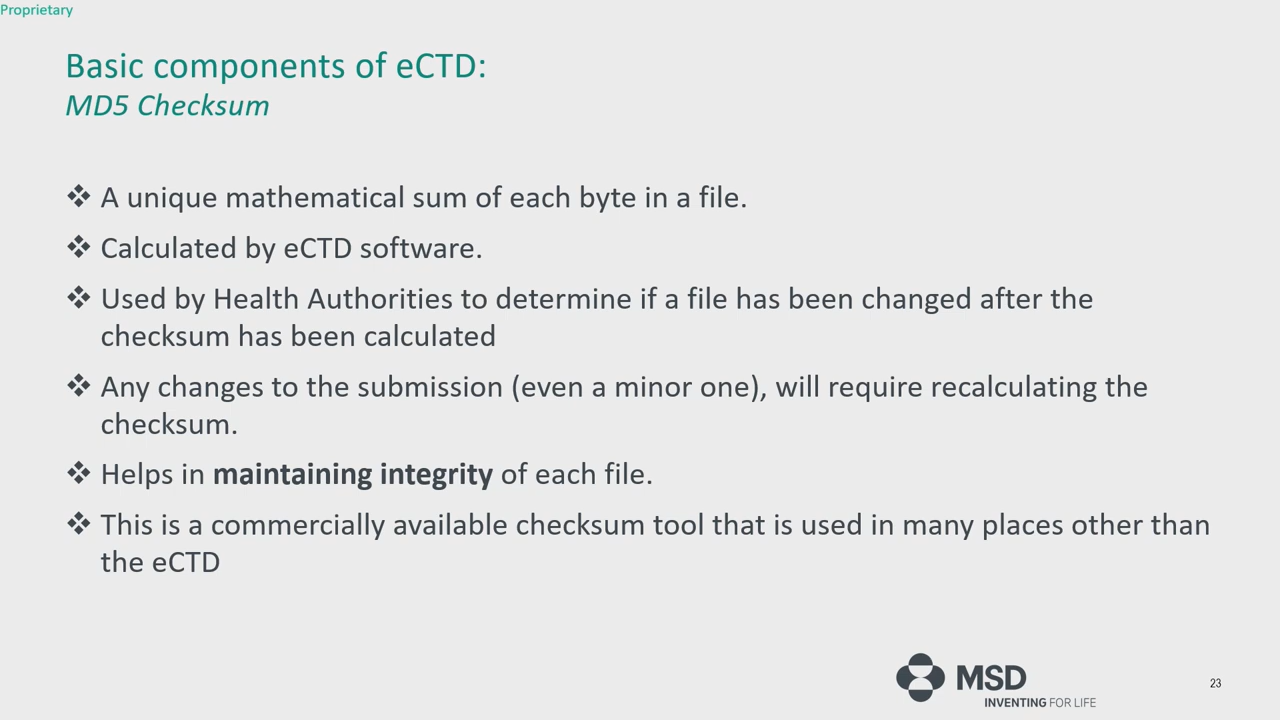 Proprietary
Basic components of eCTD:
MD5 Checksum
❖ A unique mathematical sum of each byte in a file.
❖ Calculated by eCTD software.
❖ Used by Health Authorities to determine if a file has been changed after the
checksum has been calculated
❖ Any changes to the submission (even a minor one), will require recalculating the
checksum.
❖ Helps in maintaining integrity of each file.
❖ This is a commercially available checksum tool that is used in many places other than
the eCTD
MSD
INVENTING FOR LIFE
23